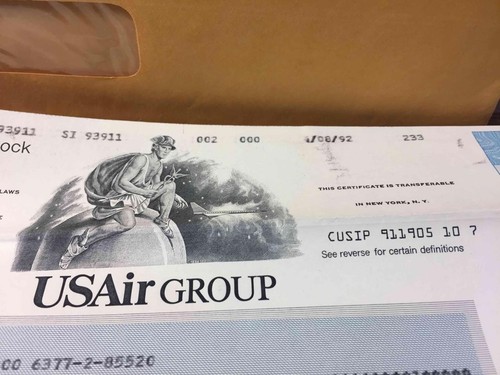 93911 SI 93911 002 000 /08/92 233
ock
LAWS
THIS CERTIFICATE IS TRANSFERABLE
IN NEW YORK, N.Y.
CUSIP 911905 10 7
See reverse for certain definitions
USAir GROUP
00 6377-2-85520